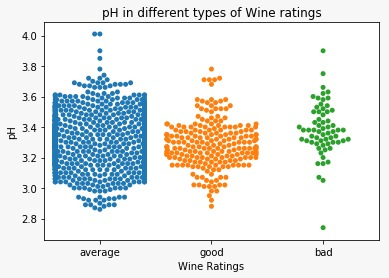 pH in different types of Wine ratings
4.0
3.8
3.6
3.4
3.2
3.0
2.8
pH
average good bad
Wine Ratings